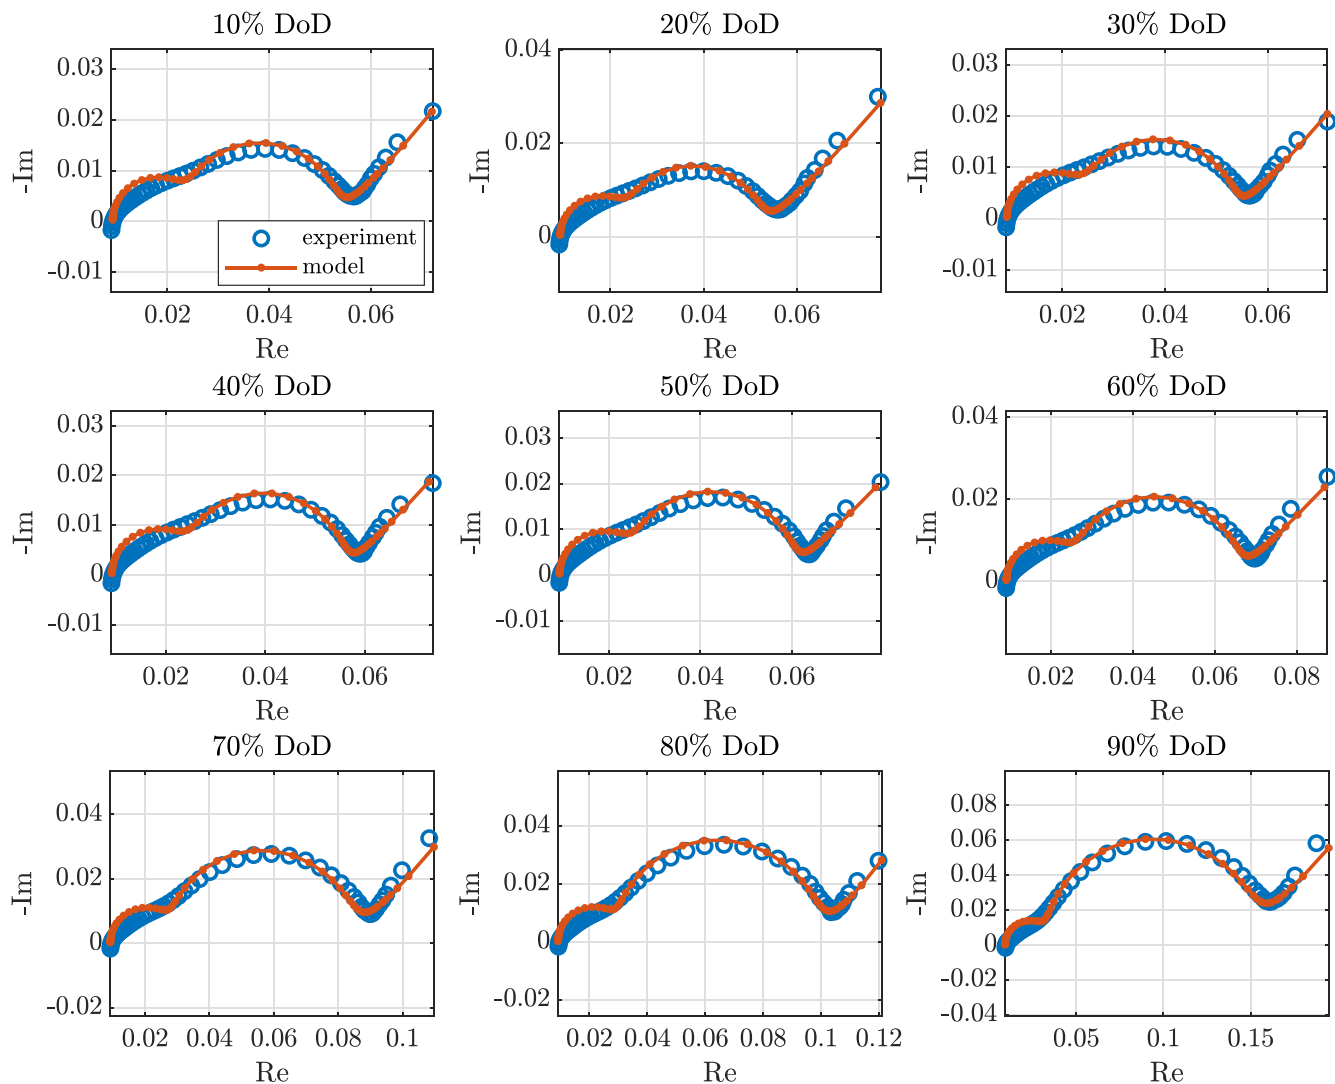 10% DoD
0.03
0.02
0.01
0
-0.01
-Im
experiment
model
0.02 0.04 0.06
Re
20% DoD
0.04
0.02
0
-Im
0.02 0.04 0.06
Re
30% DoD
0.03
0.02
0.01
0
-0.01
-Im
0.02 0.04 0.06
Re
40% DoD
0.03
0.02
0.01
0
-0.01
-Im
0.02 0.04 0.06
Re
50% DoD
0.03
0.02
0.01
0
-0.01
-Im
0.02 0.04 0.06
Re
60% DoD
0.04
0.02
0
-Im
0.02 0.04 0.06 0.08
Re
70% DoD
0.04
0.02
0
-0.02
-Im
0.02 0.04 0.06 0.08 0.1
Re
80% DoD
0.04
0.02
0
-0.02
-Im
0.02 0.04 0.06 0.08 0.1 0.12
Re
90% DoD
0.08
0.06
0.04
0.02
0
-0.02
-0.04
-Im
0.05 0.1 0.15
Re